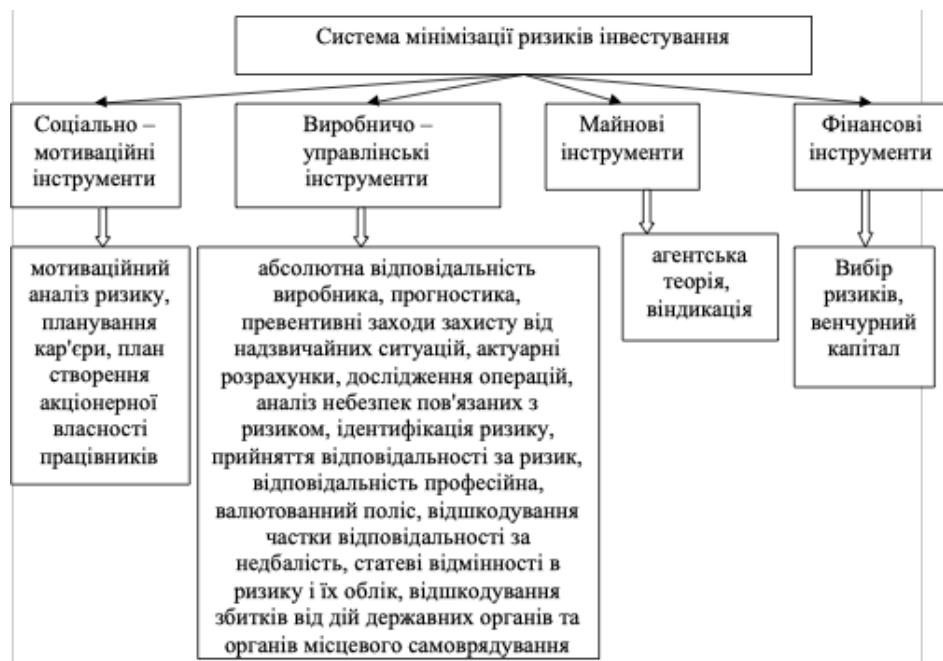 Система мінімізації ризиків інвестування
Соціально –
мотиваційні
інструменти
Виробничо –
управлінські
інструменти
Майнові
інструменти
Фінансові
інструменти
мотиваційний
аналіз ризику,
планування
кар'єри, план
створення
акціонерної
власності
працівників
абсолютна відповідальність
виробника, прогностика,
превентивні заходи захисту від
надзвичайних ситуацій, актуарні
розрахунки, дослідження операцій,
аналіз небезпек пов'язаних з
ризиком, ідентифікація ризику,
прийняття відповідальності за ризик,
відповідальність професійна,
валютованний поліс, відшкодування
частки відповідальності за
недбалість, статеві відмінності в
ризику і їх облік, відшкодування
збитків від дій державних органів та
органів місцевого самоврядування
агентська
теорія,
віндикація
Вибір
ризиків,
венчурний
капітал